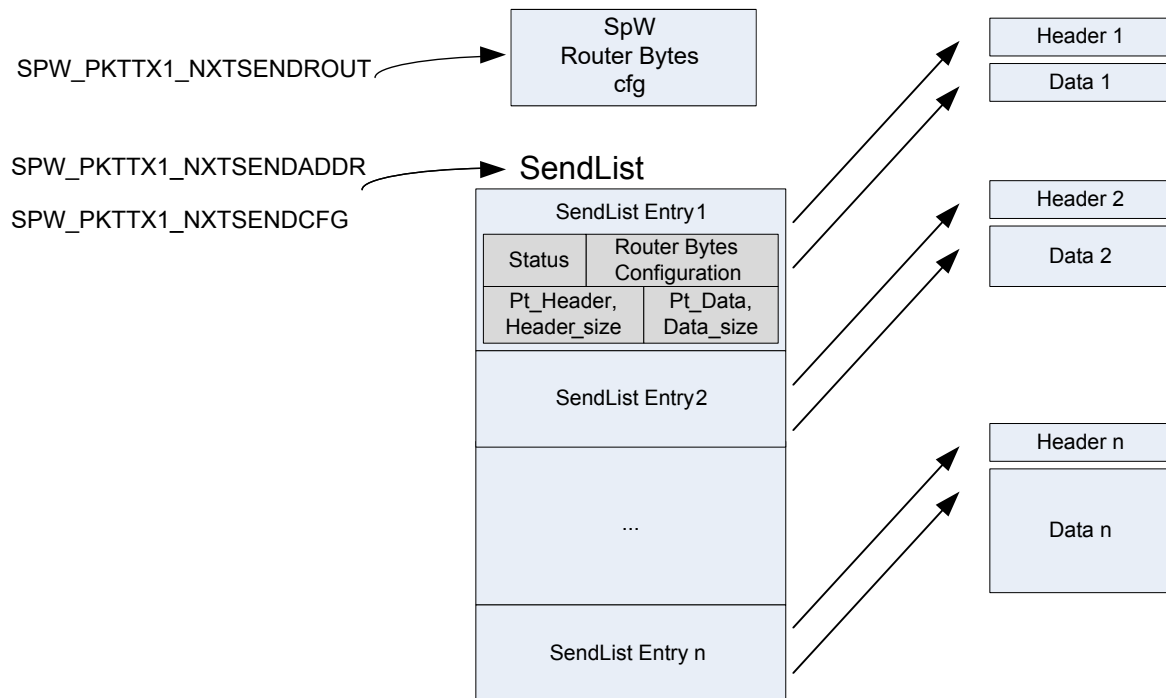 SPW_PKTTX1_NXTSENDROUT
SpW
Router Bytes
cfg
SPW_PKTTX1_NXTSENDADDR
SPW_PKTTX1_NXTSENDCFG
SendList
SendList Entry1
Status
Router Bytes
Configuration
Pt_Header,
Header_size
Pt_Data,
Data_size
SendList Entry2
...
SendList Entry n
Header 1
Data 1
Header 2
Data 2
Header n
Data n